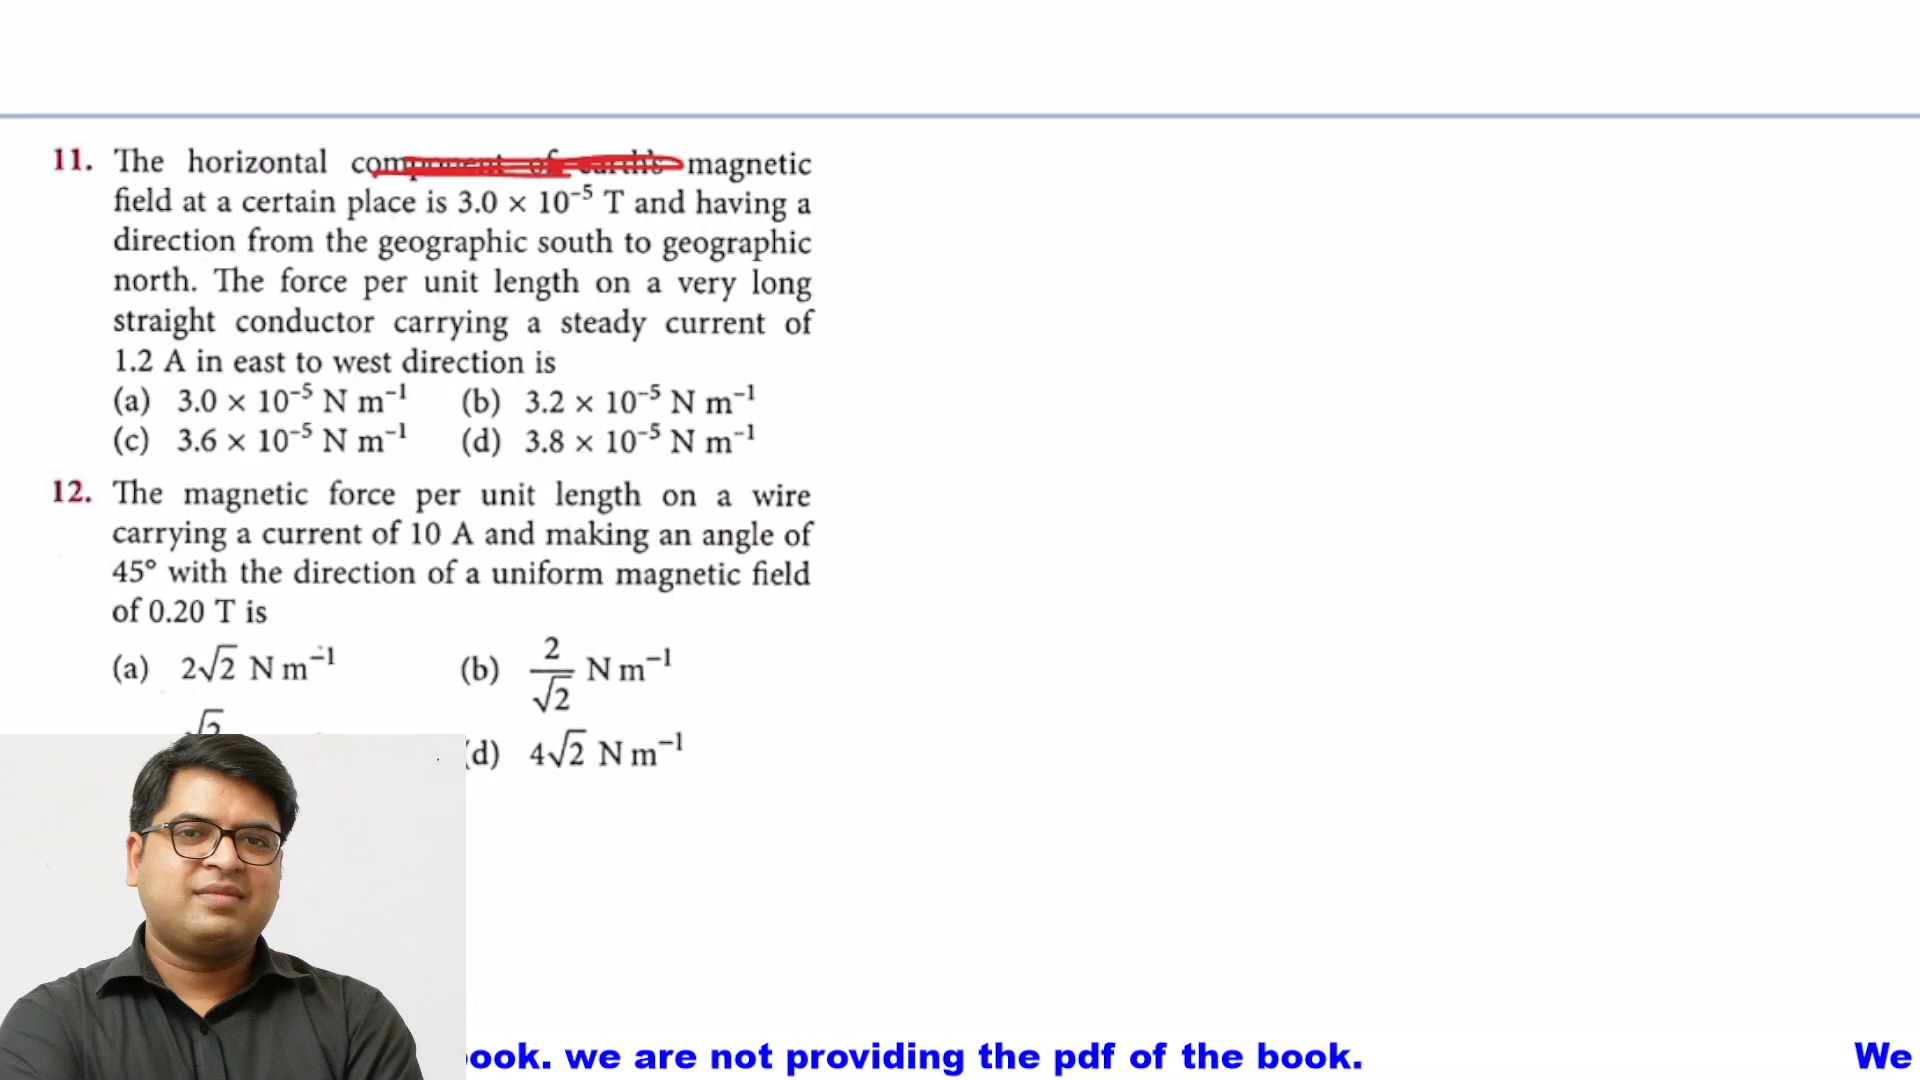 11. The horizontal component of earth's magnetic
field at a certain place is 3.0 × 10⁻⁵ T and having a
direction from the geographic south to geographic
north. The force per unit length on a very long
straight conductor carrying a steady current of
1.2 A in east to west direction is
(a) 3.0 × 10⁻⁵ N m⁻¹ (b) 3.2 × 10⁻⁵ N m⁻¹
(c) 3.6 × 10⁻⁵ N m⁻¹ (d) 3.8 × 10⁻⁵ N m⁻¹
12. The magnetic force per unit length on a wire
carrying a current of 10 A and making an angle of
45° with the direction of a uniform magnetic field
of 0.20 T is
(a) 2√2 N m⁻¹ (b) 2/√2 N m⁻¹
(d) 4√2 N m⁻¹
book. we are not providing the pdf of the book. We